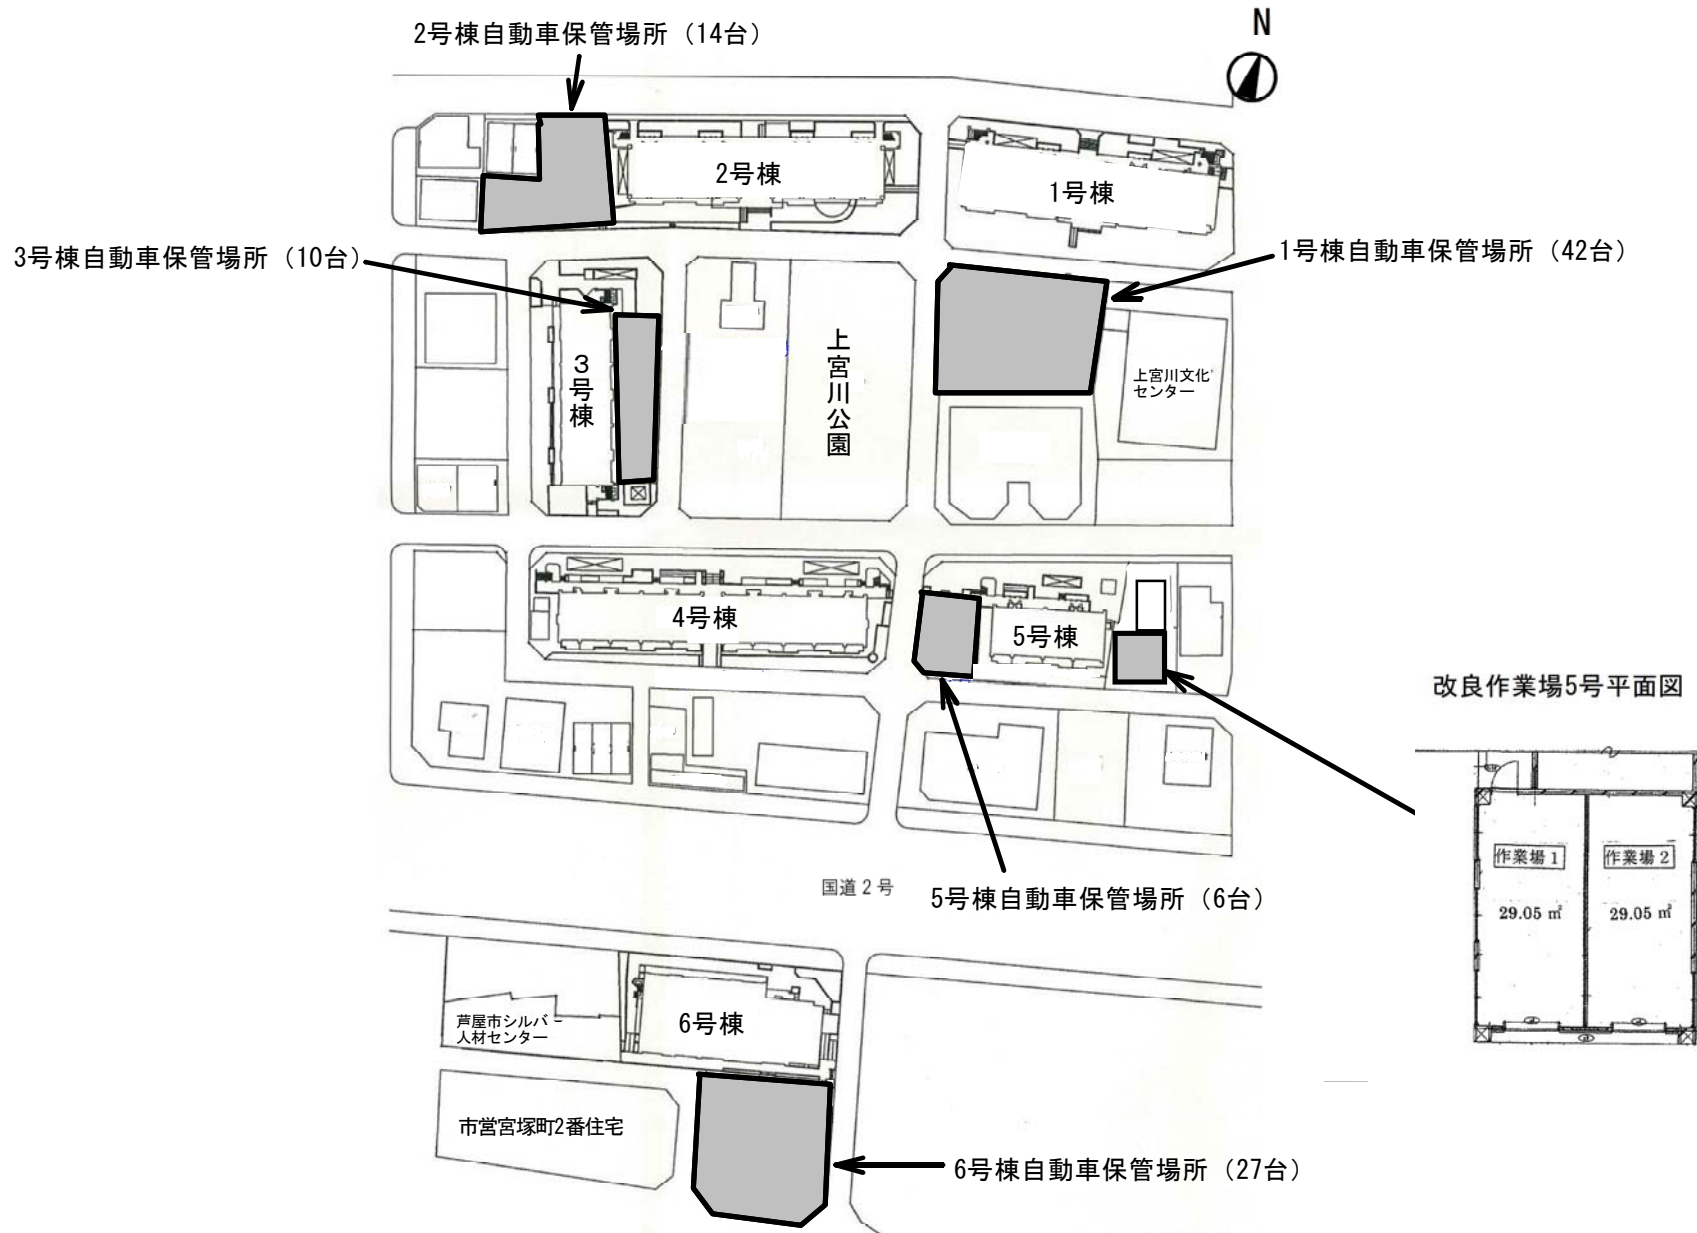 2号棟自動車保管場所（14台）
N
2号棟
1号棟
3号棟自動車保管場所（10台）
1号棟自動車保管場所（42台）
3号棟
上宮川公園
上宮川文化
センター
4号棟
5号棟
改良作業場5号平面図
作業場1
作業場2
29.05 ㎡
29.05 ㎡
国道2号
5号棟自動車保管場所（6台）
芦屋市シルバー
人材センター
6号棟
市営宮塚町2番住宅
6号棟自動車保管場所（27台）